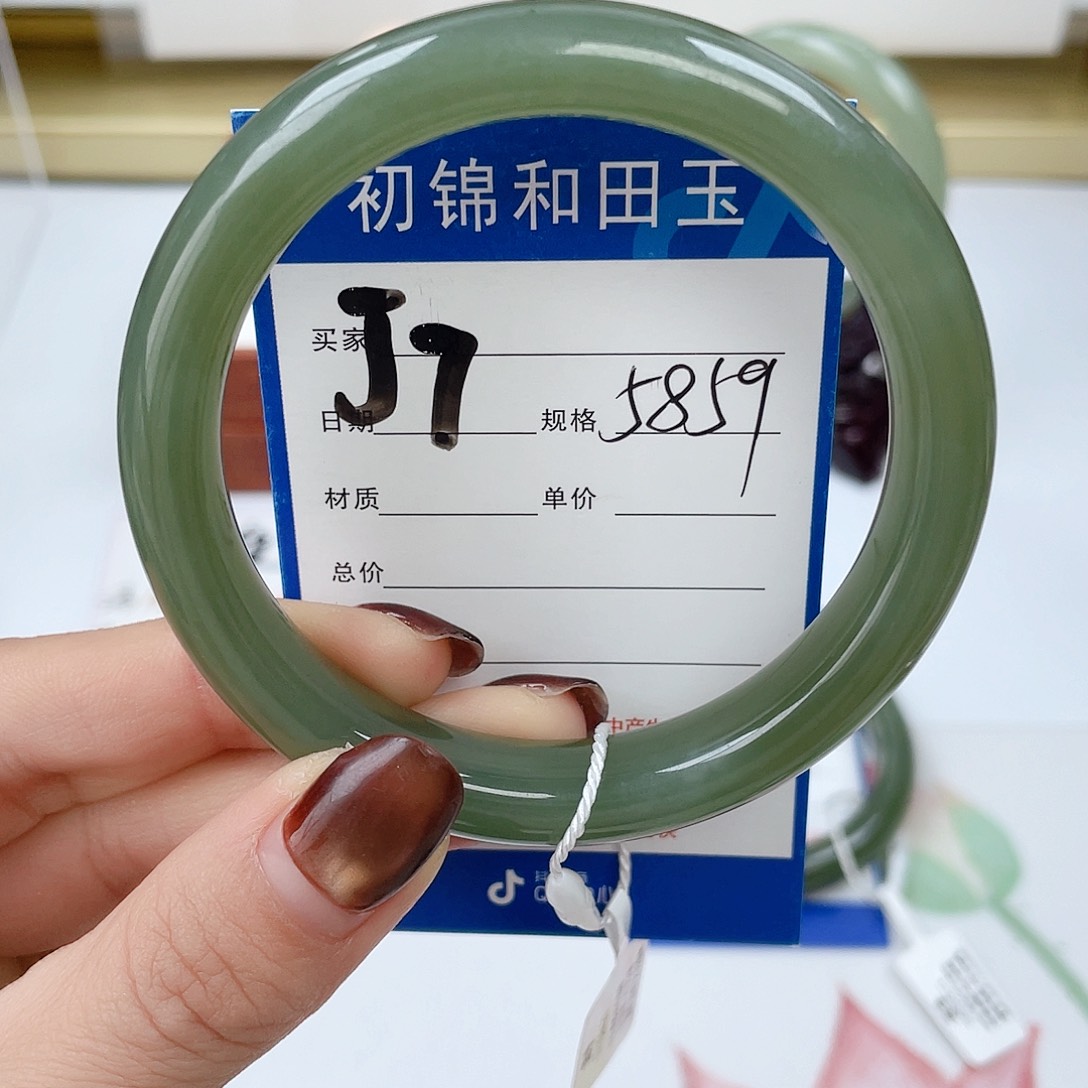 初锦和田玉
J7
买家
日期 规格 5859
材质 单价
总价